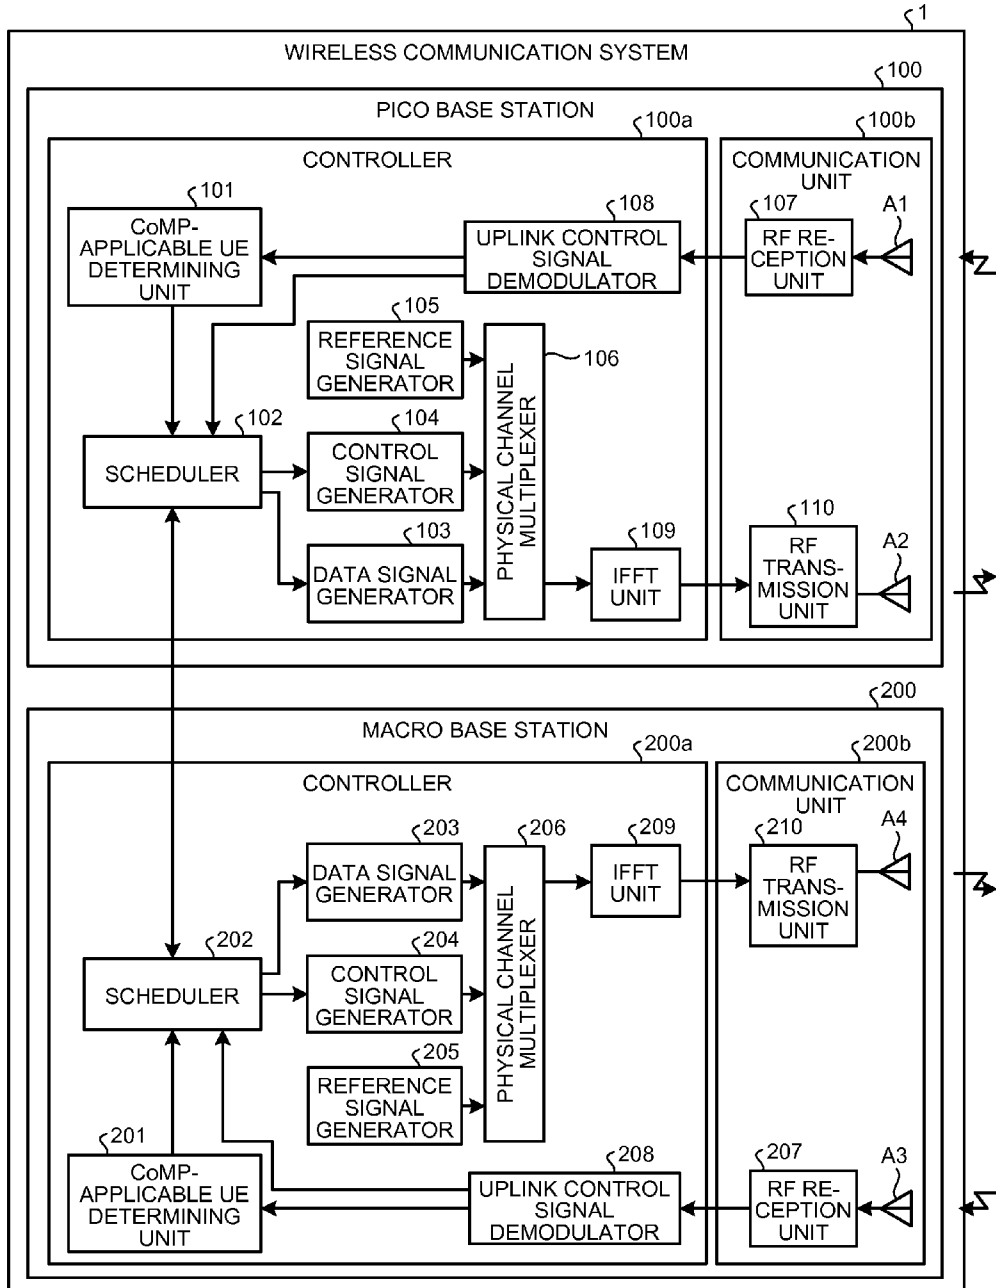 1
WIRELESS COMMUNICATION SYSTEM
100
PICO BASE STATION
100a
100b
CONTROLLER
COMMUNICATION
UNIT
101
CoMP-
APPLICABLE UE
DETERMINING
UNIT
108
UPLINK CONTROL
SIGNAL
DEMODULATOR
107
RF RE-
CEPTION
UNIT
A1
105
REFERENCE
SIGNAL
GENERATOR
106
PHYSICAL CHANNEL
MULTIPLEXER
102
SCHEDULER
104
CONTROL
SIGNAL
GENERATOR
103
DATA SIGNAL
GENERATOR
109
IFFT
UNIT
110
RF
TRANS-
MISSION
UNIT
A2
200
MACRO BASE STATION
200a
200b
CONTROLLER
COMMUNICATION
UNIT
203
DATA SIGNAL
GENERATOR
206
PHYSICAL CHANNEL
MULTIPLEXER
209
IFFT
UNIT
210
RF
TRANS-
MISSION
UNIT
A4
202
SCHEDULER
204
CONTROL
SIGNAL
GENERATOR
205
REFERENCE
SIGNAL
GENERATOR
201
CoMP-
APPLICABLE UE
DETERMINING
UNIT
208
UPLINK CONTROL
SIGNAL
DEMODULATOR
207
RF RE-
CEPTION
UNIT
A3